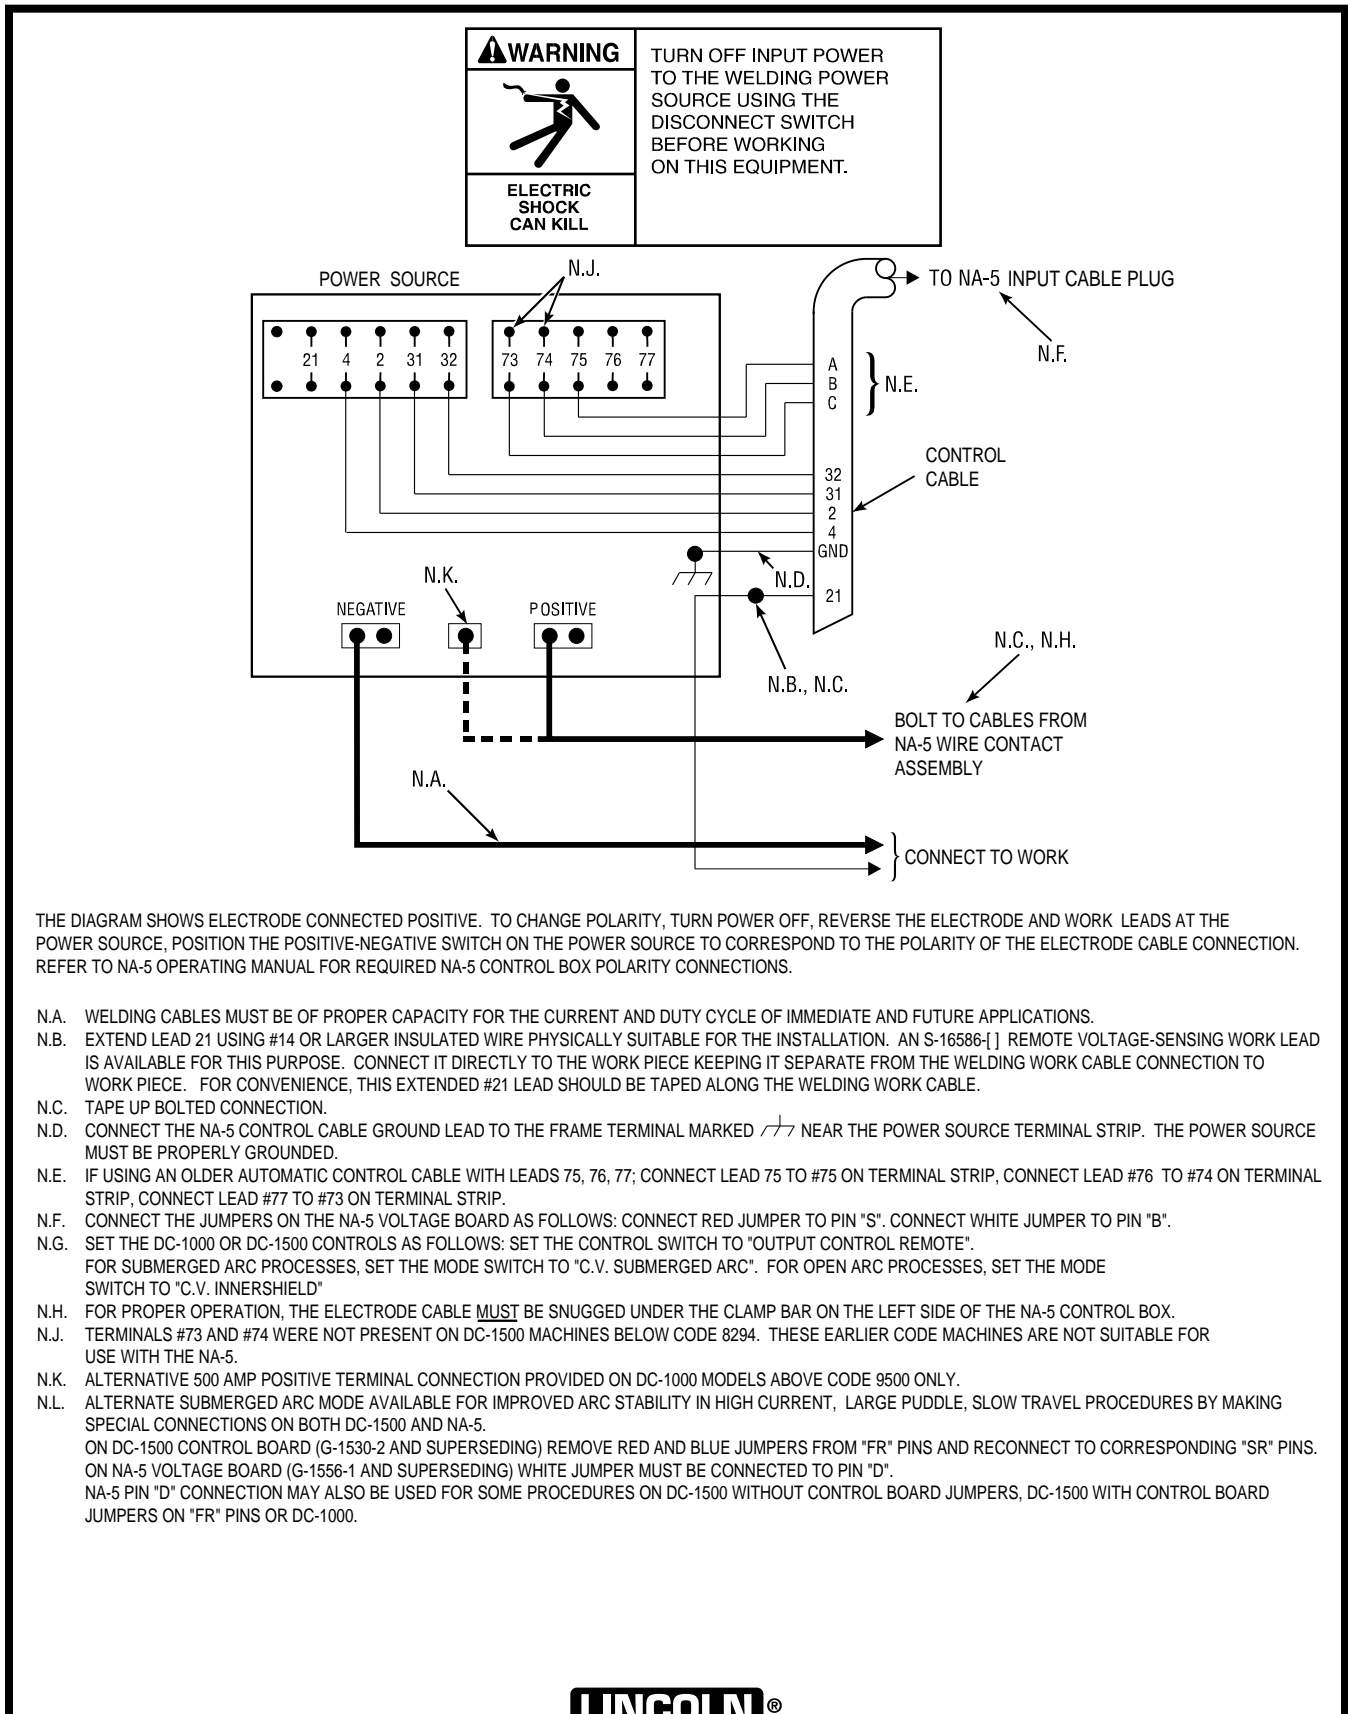 WARNING
ELECTRIC
SHOCK
CAN KILL
TURN OFF INPUT POWER
TO THE WELDING POWER
SOURCE USING THE
DISCONNECT SWITCH
BEFORE WORKING
ON THIS EQUIPMENT.
POWER SOURCE
N.J.
TO NA-5 INPUT CABLE PLUG
N.F.
21 4 2 31 32
73 74 75 76 77
A
B
C
N.E.
CONTROL
CABLE
32
31
2
4
GND
N.D.
21
N.K.
NEGATIVE
POSITIVE
N.B., N.C.
N.C., N.H.
BOLT TO CABLES FROM
NA-5 WIRE CONTACT
ASSEMBLY
N.A.
CONNECT TO WORK
THE DIAGRAM SHOWS ELECTRODE CONNECTED POSITIVE. TO CHANGE POLARITY, TURN POWER OFF, REVERSE THE ELECTRODE AND WORK LEADS AT THE
POWER SOURCE, POSITION THE POSITIVE-NEGATIVE SWITCH ON THE POWER SOURCE TO CORRESPOND TO THE POLARITY OF THE ELECTRODE CABLE CONNECTION.
REFER TO NA-5 OPERATING MANUAL FOR REQUIRED NA-5 CONTROL BOX POLARITY CONNECTIONS.
N.A. WELDING CABLES MUST BE OF PROPER CAPACITY FOR THE CURRENT AND DUTY CYCLE OF IMMEDIATE AND FUTURE APPLICATIONS.
N.B. EXTEND LEAD 21 USING #14 OR LARGER INSULATED WIRE PHYSICALLY SUITABLE FOR THE INSTALLATION. AN S-16586-[ ] REMOTE VOLTAGE-SENSING WORK LEAD
IS AVAILABLE FOR THIS PURPOSE. CONNECT IT DIRECTLY TO THE WORK PIECE KEEPING IT SEPARATE FROM THE WELDING WORK CABLE CONNECTION TO
WORK PIECE. FOR CONVENIENCE, THIS EXTENDED #21 LEAD SHOULD BE TAPED ALONG THE WELDING WORK CABLE.
N.C. TAPE UP BOLTED CONNECTION.
N.D. CONNECT THE NA-5 CONTROL CABLE GROUND LEAD TO THE FRAME TERMINAL MARKED NEAR THE POWER SOURCE TERMINAL STRIP. THE POWER SOURCE
MUST BE PROPERLY GROUNDED.
N.E. IF USING AN OLDER AUTOMATIC CONTROL CABLE WITH LEADS 75, 76, 77; CONNECT LEAD 75 TO #75 ON TERMINAL STRIP, CONNECT LEAD #76 TO #74 ON TERMINAL
STRIP, CONNECT LEAD #77 TO #73 ON TERMINAL STRIP.
N.F. CONNECT THE JUMPERS ON THE NA-5 VOLTAGE BOARD AS FOLLOWS: CONNECT RED JUMPER TO PIN "S". CONNECT WHITE JUMPER TO PIN "B".
N.G. SET THE DC-1000 OR DC-1500 CONTROLS AS FOLLOWS: SET THE CONTROL SWITCH TO "OUTPUT CONTROL REMOTE".
FOR SUBMERGED ARC PROCESSES, SET THE MODE SWITCH TO "C.V. SUBMERGED ARC". FOR OPEN ARC PROCESSES, SET THE MODE
SWITCH TO "C.V. INNERSHIELD"
N.H. FOR PROPER OPERATION, THE ELECTRODE CABLE MUST BE SNUGGED UNDER THE CLAMP BAR ON THE LEFT SIDE OF THE NA-5 CONTROL BOX.
N.J. TERMINALS #73 AND #74 WERE NOT PRESENT ON DC-1500 MACHINES BELOW CODE 8294. THESE EARLIER CODE MACHINES ARE NOT SUITABLE FOR
USE WITH THE NA-5.
N.K. ALTERNATIVE 500 AMP POSITIVE TERMINAL CONNECTION PROVIDED ON DC-1000 MODELS ABOVE CODE 9500 ONLY.
N.L. ALTERNATE SUBMERGED ARC MODE AVAILABLE FOR IMPROVED ARC STABILITY IN HIGH CURRENT, LARGE PUDDLE, SLOW TRAVEL PROCEDURES BY MAKING
SPECIAL CONNECTIONS ON BOTH DC-1500 AND NA-5.
ON DC-1500 CONTROL BOARD (G-1530-2 AND SUPERSEDING) REMOVE RED AND BLUE JUMPERS FROM "FR" PINS AND RECONNECT TO CORRESPONDING "SR" PINS.
ON NA-5 VOLTAGE BOARD (G-1556-1 AND SUPERSEDING) WHITE JUMPER MUST BE CONNECTED TO PIN "D".
NA-5 PIN "D" CONNECTION MAY ALSO BE USED FOR SOME PROCEDURES ON DC-1500 WITHOUT CONTROL BOARD JUMPERS, DC-1500 WITH CONTROL BOARD
JUMPERS ON "FR" PINS OR DC-1000.
LINCOLN ®